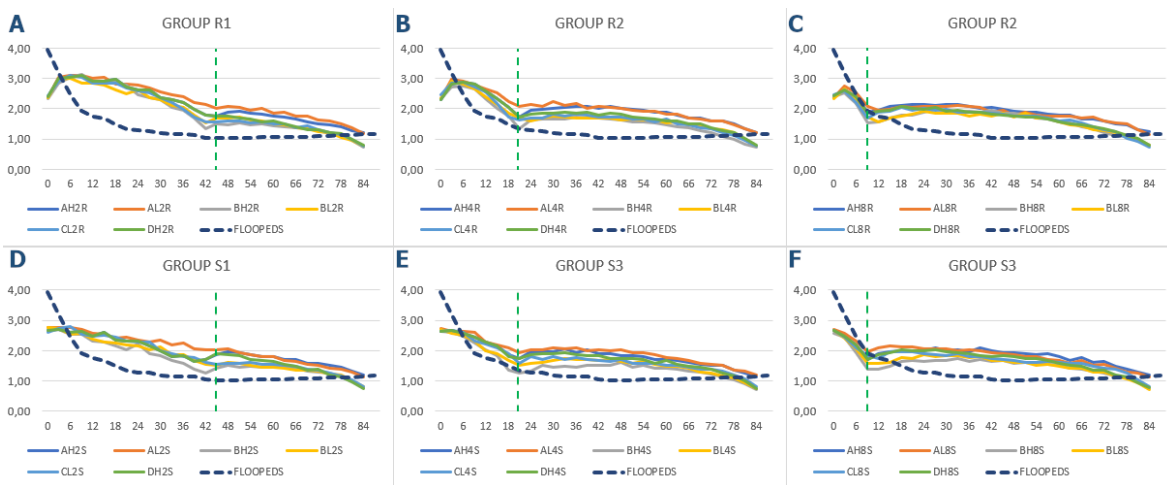 A
GROUP R1
4,00
3,00
2,00
1,00
0,00
0 6 12 18 24 30 36 42 48 54 60 66 72 78 84
AH2R AL2R BH2R BL2R
CL2R DH2R FLOOPEDS
B
GROUP R2
4,00
3,00
2,00
1,00
0,00
0 6 12 18 24 30 36 42 48 54 60 66 72 78 84
AH4R AL4R BH4R BL4R
CL4R DH4R FLOOPEDS
C
GROUP R2
4,00
3,00
2,00
1,00
0,00
0 6 12 18 24 30 36 42 48 54 60 66 72 78 84
AH8R AL8R BH8R BL8R
CL8R DH8R FLOOPEDS
D
GROUP S1
4,00
3,00
2,00
1,00
0,00
0 6 12 18 24 30 36 42 48 54 60 66 72 78 84
AH2S AL2S BH2S BL2S
CL2S DH2S FLOOPEDS
E
GROUP S3
4,00
3,00
2,00
1,00
0,00
0 6 12 18 24 30 36 42 48 54 60 66 72 78 84
AH4S AL4S BH4S BL4S
CL4S DH4S FLOOPEDS
F
GROUP S3
4,00
3,00
2,00
1,00
0,00
0 6 12 18 24 30 36 42 48 54 60 66 72 78 84
AH8S AL8S BH8S BL8S
CL8S DH8S FLOOPEDS